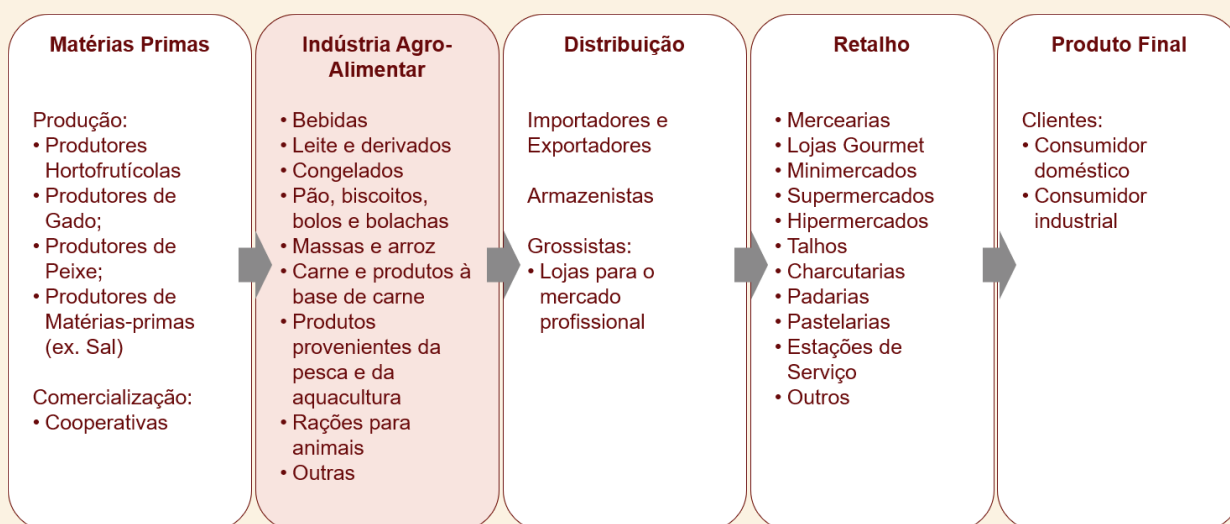 Matérias Primas
Produção:
• Produtores
Hortofrutícolas
• Produtores de
Gado;
• Produtores de
Peixe;
• Produtores de
Matérias-primas
(ex. Sal)
Comercialização:
• Cooperativas
Indústria Agro-
Alimentar
• Bebidas
• Leite e derivados
• Congelados
• Pão, biscoitos,
bolos e bolachas
• Massas e arroz
• Carne e produtos à
base de carne
• Produtos
provenientes da
pesca e da
aquacultura
• Rações para
animais
• Outras
Distribuição
Importadores e
Exportadores
Armazenistas
Grossistas:
• Lojas para o
mercado
profissional
Retalho
• Mercearias
• Lojas Gourmet
• Minimercados
• Supermercados
• Hipermercados
• Talhos
• Charcutarias
• Padarias
• Pastelarias
• Estações de
Serviço
• Outros
Produto Final
Clientes:
• Consumidor
doméstico
• Consumidor
industrial